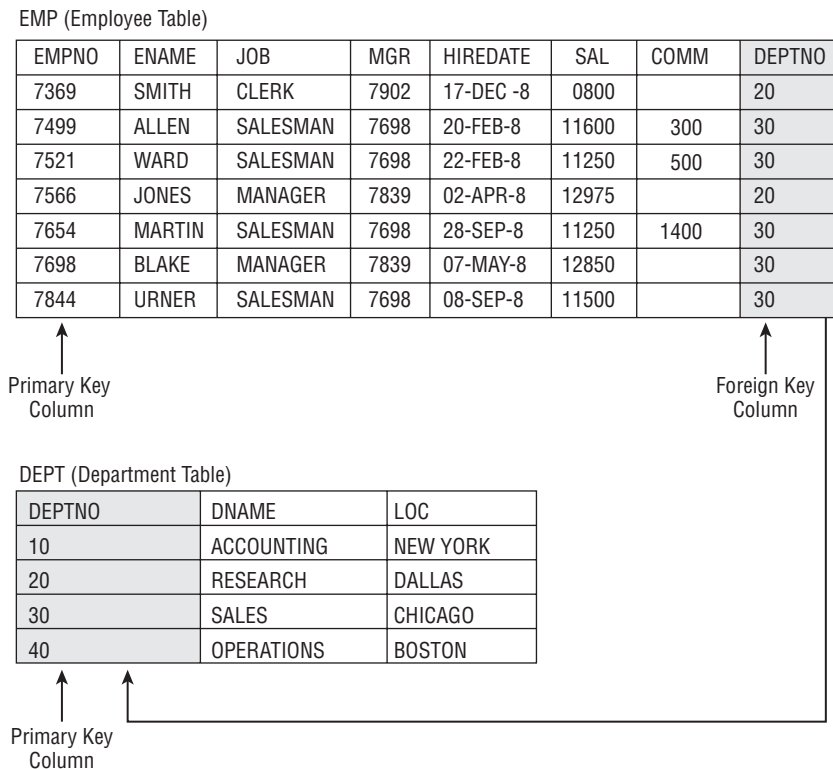 EMP (Employee Table)
EMPNO ENAME JOB MGR HIREDATE SAL COMM DEPTNO
7369 SMITH CLERK 7902 17-DEC -8 0800 20
7499 ALLEN SALESMAN 7698 20-FEB-8 11600 300 30
7521 WARD SALESMAN 7698 22-FEB-8 11250 500 30
7566 JONES MANAGER 7839 02-APR-8 12975 20
7654 MARTIN SALESMAN 7698 28-SEP-8 11250 1400 30
7698 BLAKE MANAGER 7839 07-MAY-8 12850 30
7844 URNER SALESMAN 7698 08-SEP-8 11500 30
Primary Key
Column
Foreign Key
Column
DEPT (Department Table)
DEPTNO DNAME LOC
10 ACCOUNTING NEW YORK
20 RESEARCH DALLAS
30 SALES CHICAGO
40 OPERATIONS BOSTON
Primary Key
Column